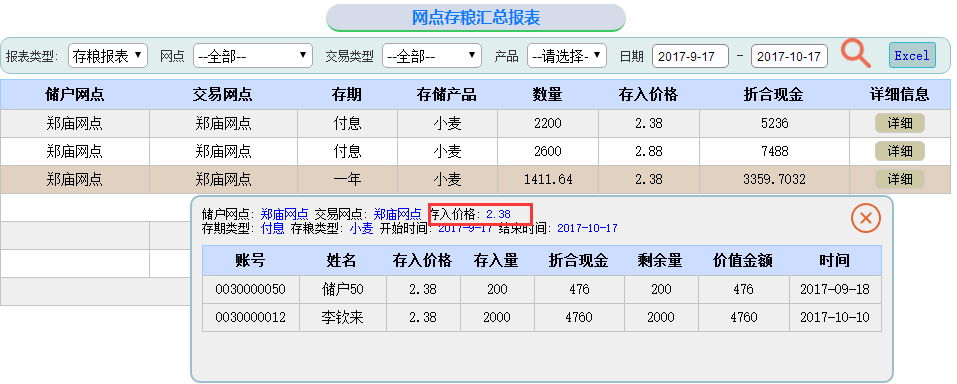 网点存粮汇总报表
报表类型: 存粮报表 网点 --全部-- 交易类型 --全部-- 产品 --请选择- 日期 2017-9-17 - 2017-10-17 Excel
储户网点 交易网点 存期 存储产品 数量 存入价格 折合现金 详细信息
郑庙网点 郑庙网点 付息 小麦 2200 2.38 5236 详细
郑庙网点 郑庙网点 付息 小麦 2600 2.88 7488 详细
郑庙网点 郑庙网点 一年 小麦 1411.64 2.38 3359.7032 详细
储户网点: 郑庙网点 交易网点: 郑庙网点 存入价格: 2.38
存期类型: 付息 存粮类型: 小麦 开始时间: 2017-9-17 结束时间: 2017-10-17
账号 姓名 存入价格 存入量 折合现金 剩余量 价值金额 时间
0030000050 储户50 2.38 200 476 200 476 2017-09-18
0030000012 李钦来 2.38 2000 4760 2000 4760 2017-10-10